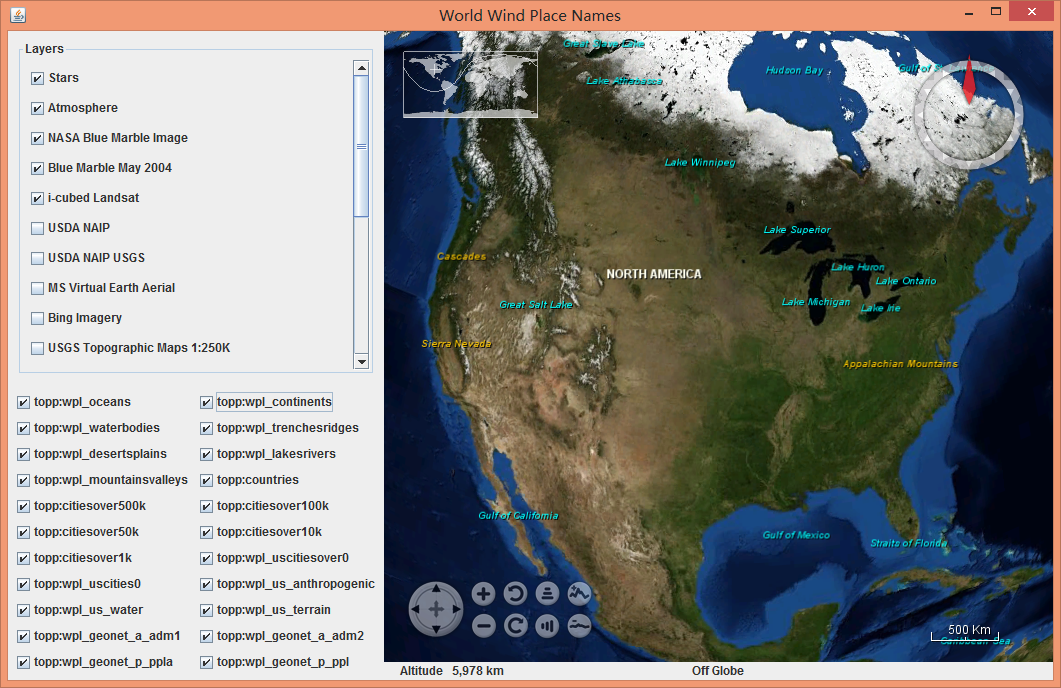 World Wind Place Names
Layers
Stars
Atmosphere
NASA Blue Marble Image
Blue Marble May 2004
i-cubed Landsat
USDA NAIP
USDA NAIP USGS
MS Virtual Earth Aerial
Bing Imagery
USGS Topographic Maps 1:250K
topp:wpl_oceans topp:wpl_continents
topp:wpl_waterbodies topp:wpl_trenchesridges
topp:wpl_desertsplains topp:wpl_lakesrivers
topp:wpl_mountainsvalleys topp:countries
topp:citiesover500k topp:citiesover100k
topp:citiesover50k topp:citiesover10k
topp:citiesover1k topp:wpl_uscitiesover0
topp:wpl_uscities0 topp:wpl_us_anthropogenic
topp:wpl_us_water topp:wpl_us_terrain
topp:wpl_geonet_a_adm1 topp:wpl_geonet_a_adm2
topp:wpl_geonet_p_ppla topp:wpl_geonet_p_ppl
Great Slave Lake
Hudson Bay
Gulf of
Lake Athabasca
Lake Winnipeg
Lake Superior
Cascades
NORTH AMERICA
Lake Huron
Lake Ontario
Great Salt Lake
Lake Michigan
Lake Erie
Sierra Nevada
Appalachian Mountains
Gulf of California
Gulf of Mexico
Straits of Florida
500 Km
Caribbean Sea
Altitude 5,978 km Off Globe